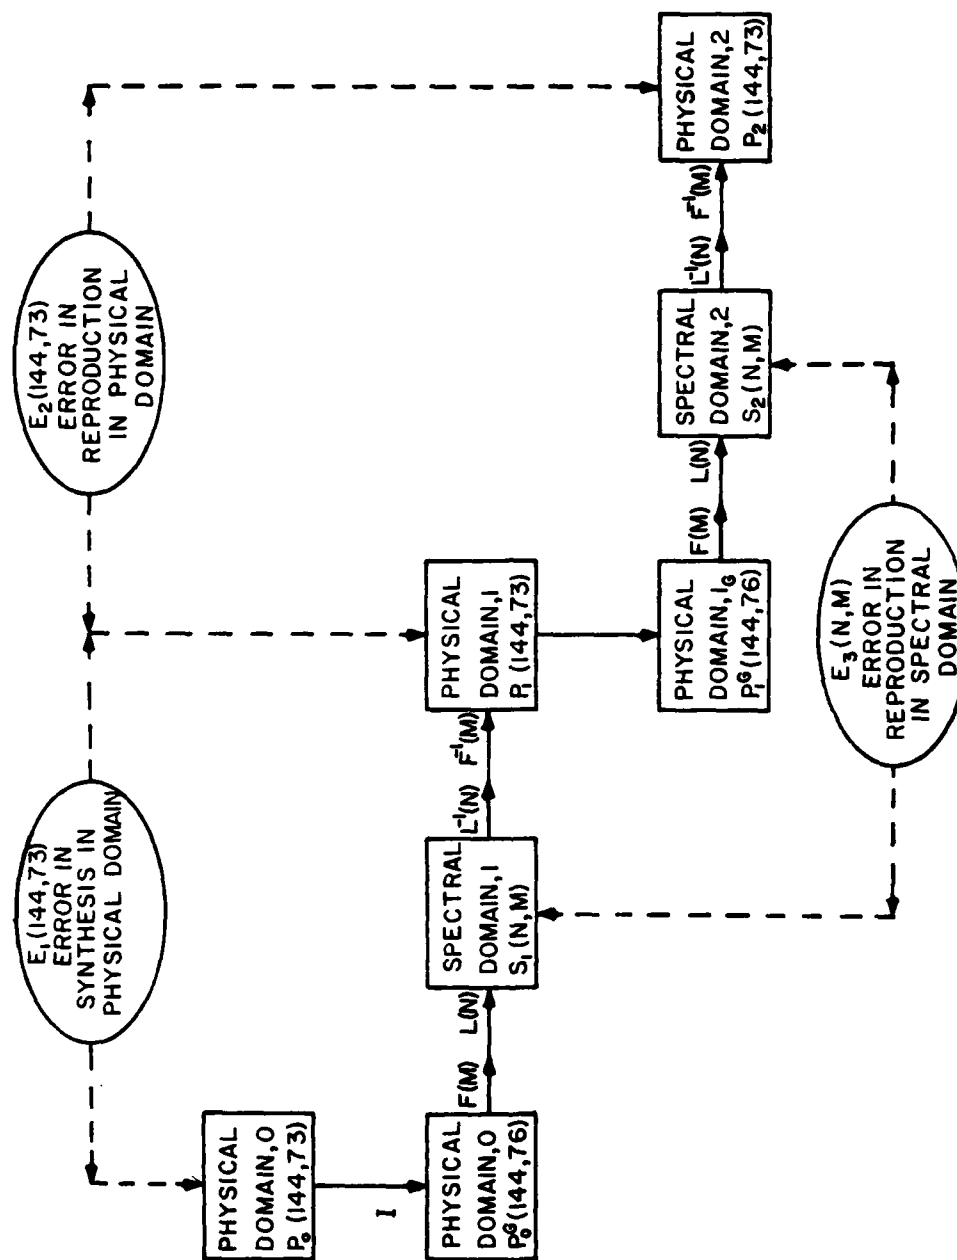 E₁(144,73)
ERROR IN
SYNTHESIS IN
PHYSICAL DOMAIN
E₂(144,73)
ERROR IN
REPRODUCTION
IN PHYSICAL
DOMAIN
PHYSICAL
DOMAIN,0
P₀ (144,73)
I
PHYSICAL
DOMAIN,0
P₀ᴳ(144,76)
F(M) L(N)
SPECTRAL
DOMAIN,1
S₁(N,M)
L⁻¹(N) F⁻¹(M)
PHYSICAL
DOMAIN,1
P₁ (144,73)
PHYSICAL
DOMAIN,1G
P₁ᴳ(144,76)
F(M) L(N)
SPECTRAL
DOMAIN,2
S₂(N,M)
L⁻¹(N) F⁻¹(M)
PHYSICAL
DOMAIN,2
P₂(144,73)
E₃(N,M)
ERROR IN
REPRODUCTION
IN SPECTRAL
DOMAIN